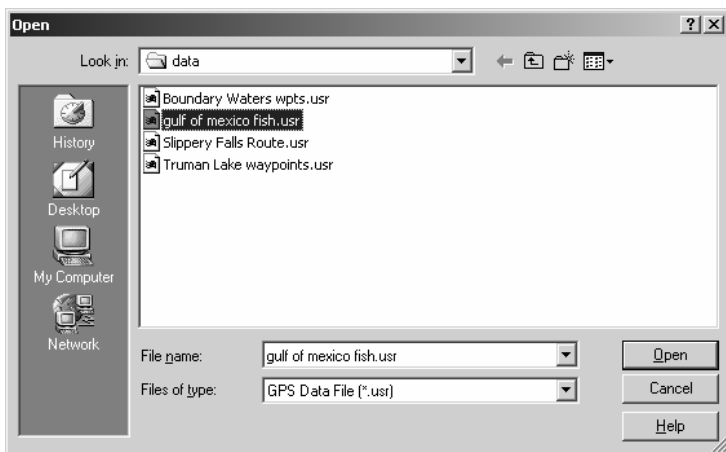 Open
Look in: data
History
Desktop
My Computer
Network
Boundary Waters wpts.usr
gulf of mexico fish.usr
Slippery Falls Route.usr
Truman Lake waypoints.usr
File name: gulf of mexico fish.usr Open
Files of type: GPS Data File (*.usr) Cancel
Help